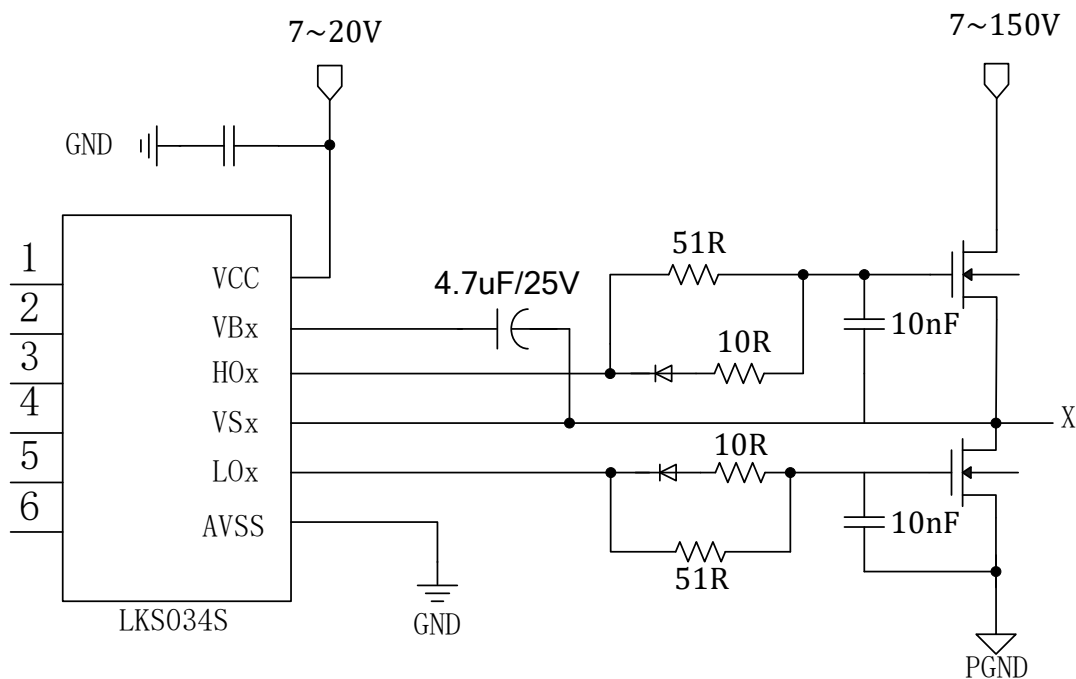 7~20V
7~150V
GND
1
2
3
4
5
6
VCC
VBx
HOx
VSx
LOx
AVSS
LKS034S
4.7uF/25V
51R
10R
10nF
X
10R
51R
10nF
GND
PGND